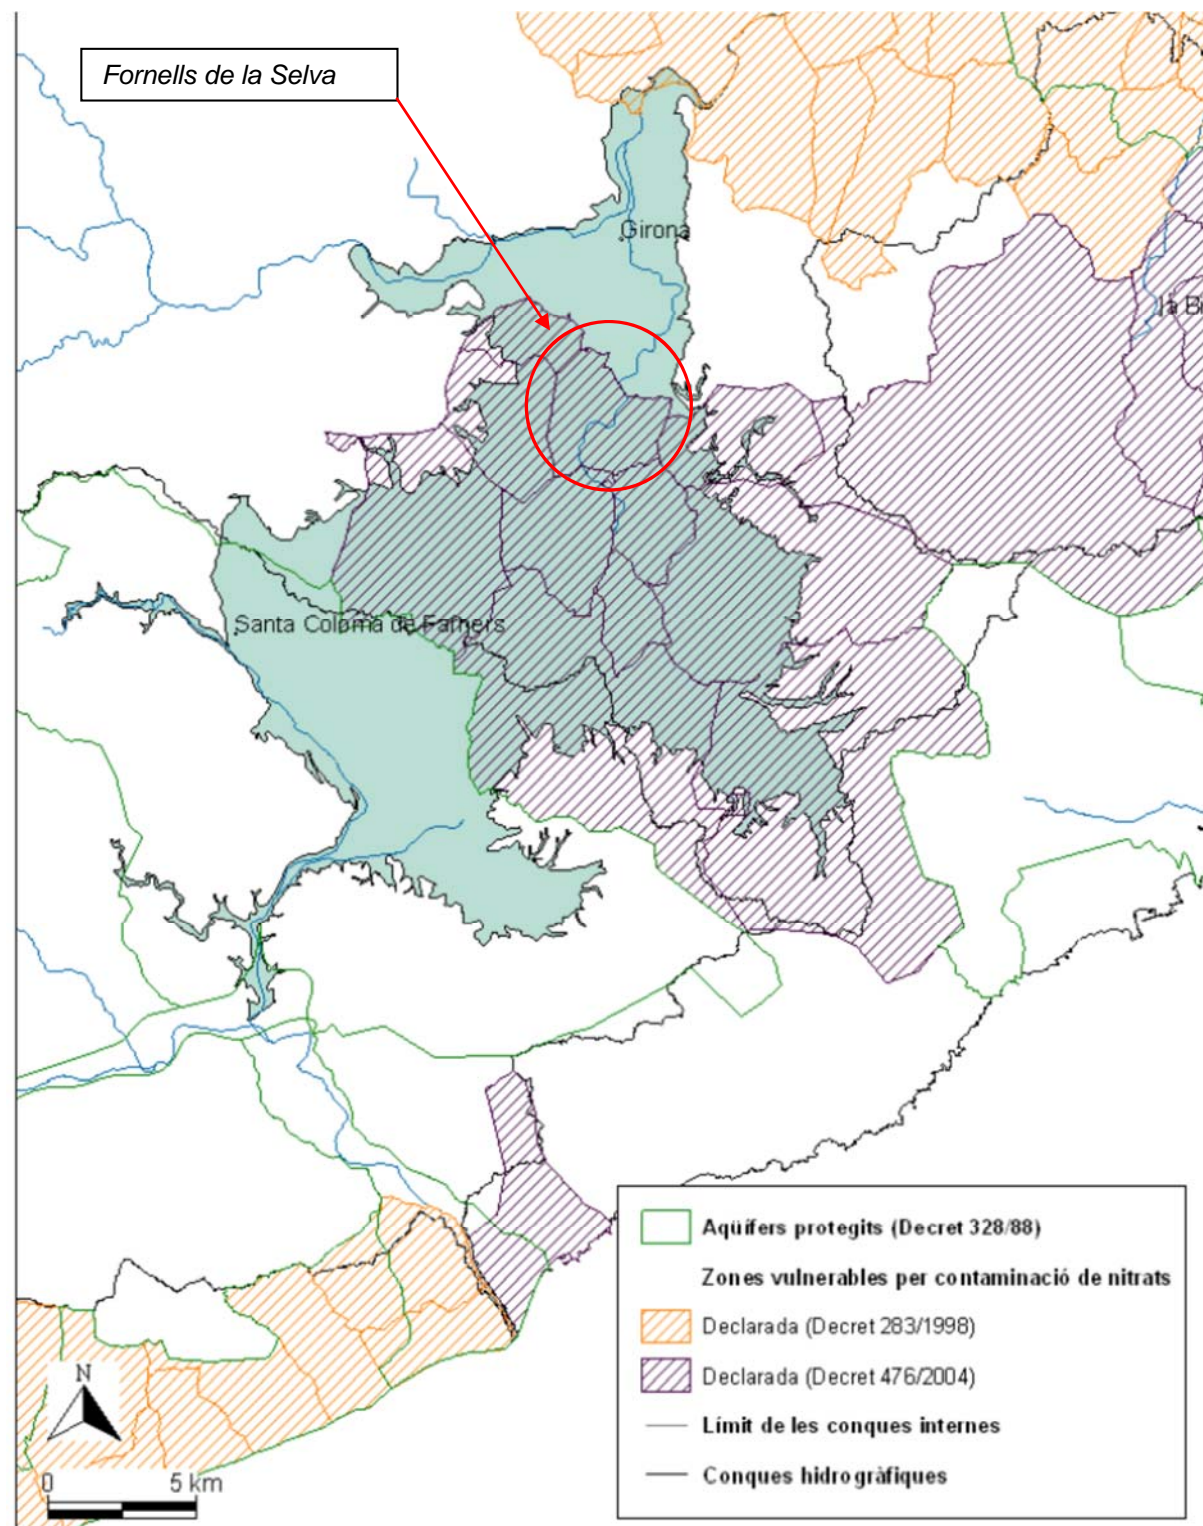 Fornells de la Selva
Girona
la Bi
Santa Coloma de Farners
Aqüífers protegits (Decret 328/88)
Zones vulnerables per contaminació de nitrats
Declarada (Decret 283/1998)
Declarada (Decret 476/2004)
Límit de les conques internes
Conques hidrogràfiques
N
0 5 km